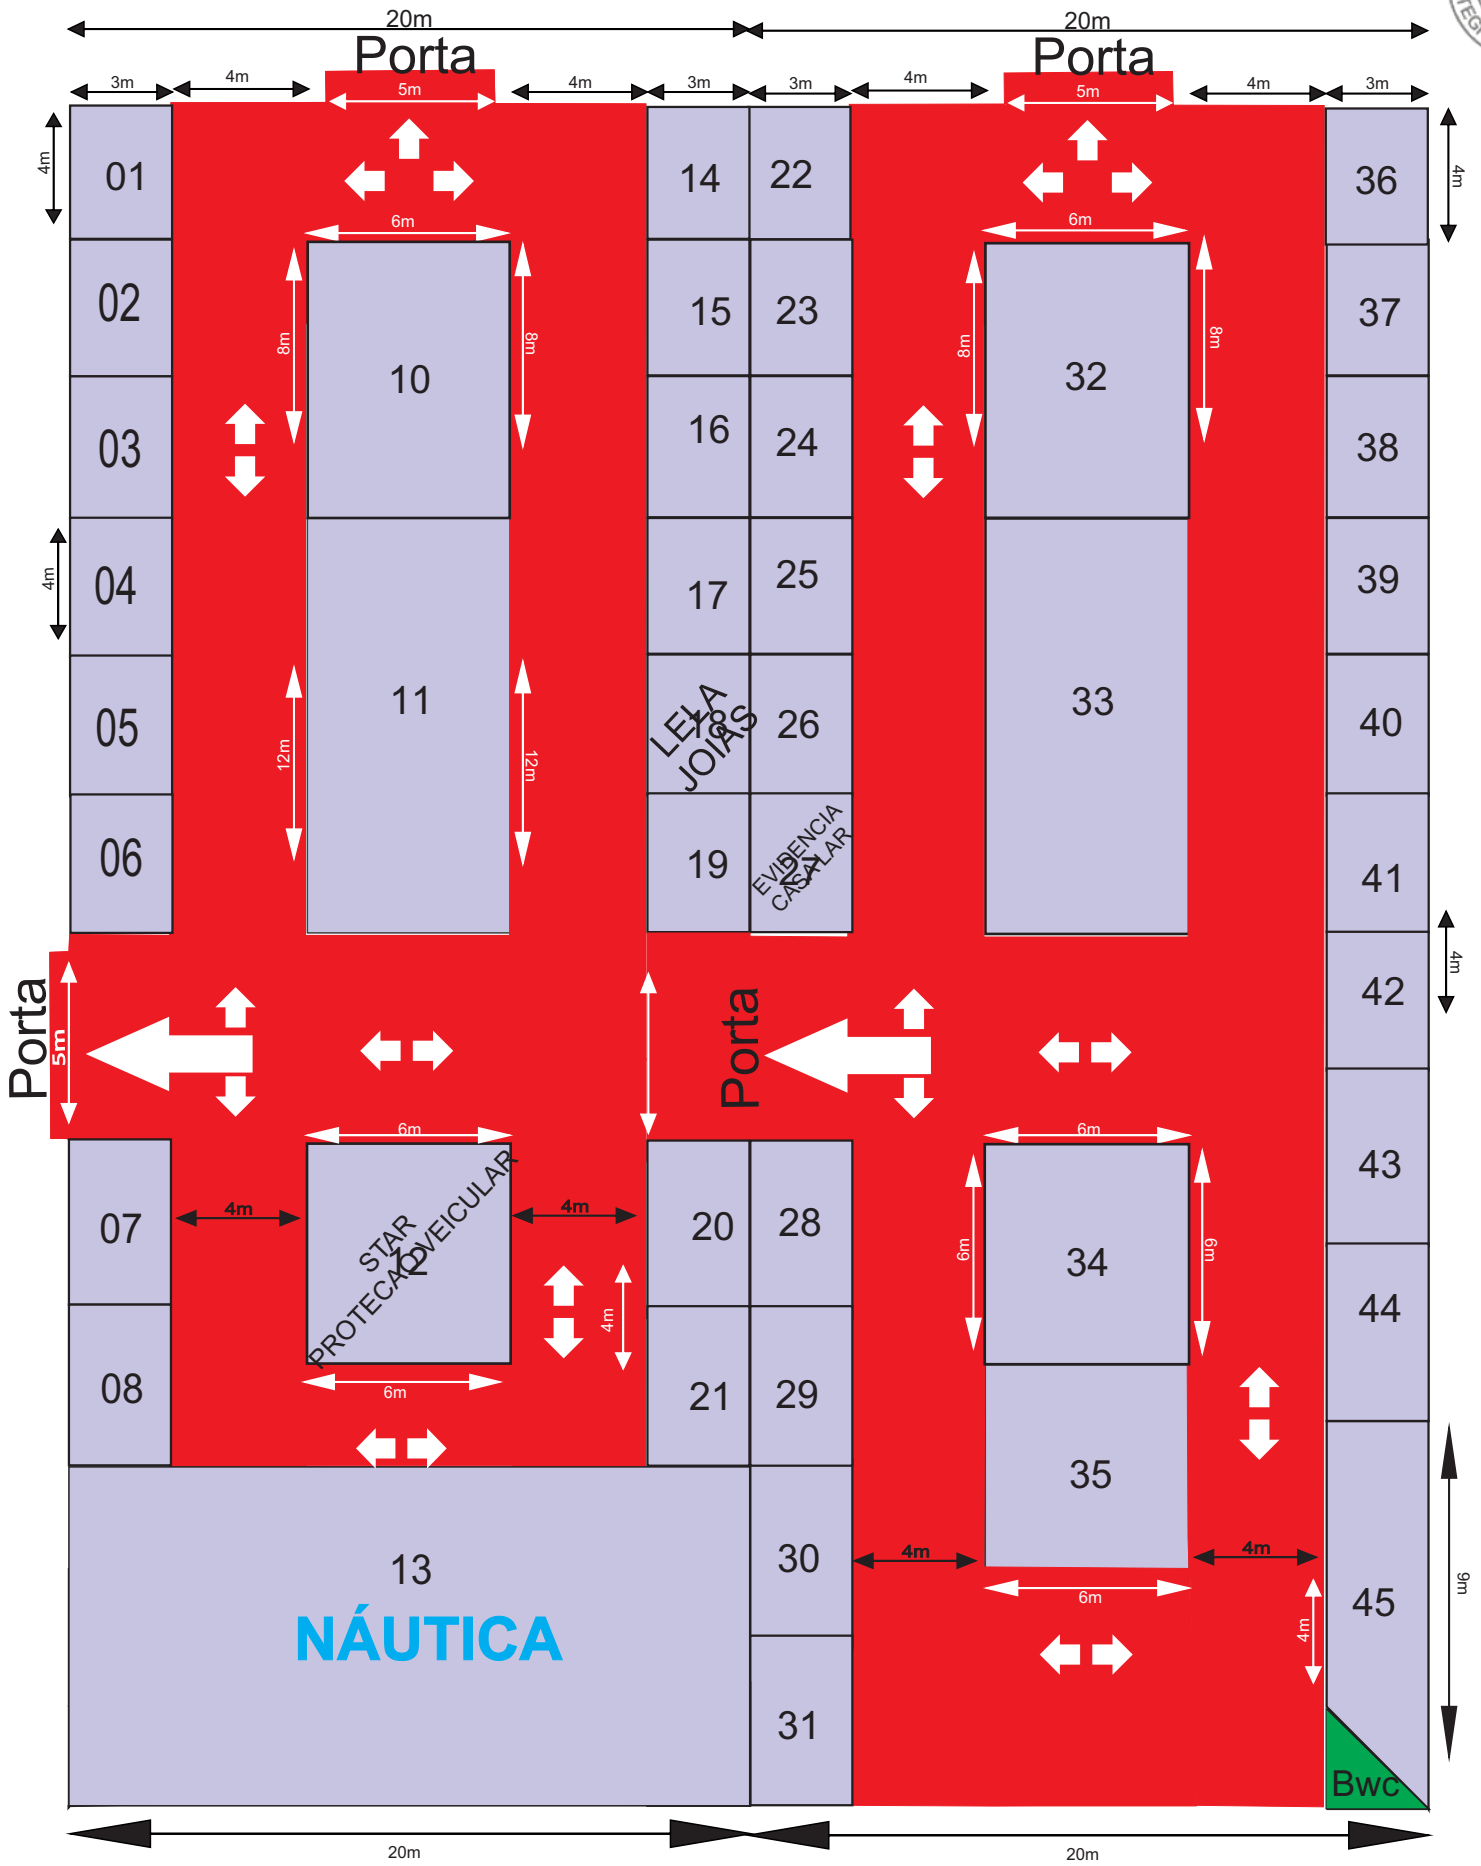 20m
20m
Porta
Porta
3m
4m
5m
4m
3m
3m
4m
5m
4m
3m
4m
01
14
22
36
4m
6m
6m
02
15
23
37
8m
8m
8m
8m
10
32
03
16
24
38
04
4m
17
25
39
11
33
05
LELA
JOIAS
18
26
40
12m
12m
06
19
EVIDENCIA
CASA LAR
27
41
42
4m
Porta
5m
Porta
6m
6m
43
07
4m
STAR
PROTECAO VEICULAR
12
4m
20
28
6m
34
6m
44
4m
08
6m
21
29
35
13
NÁUTICA
30
4m
4m
6m
45
9m
4m
31
Bwc
20m
20m